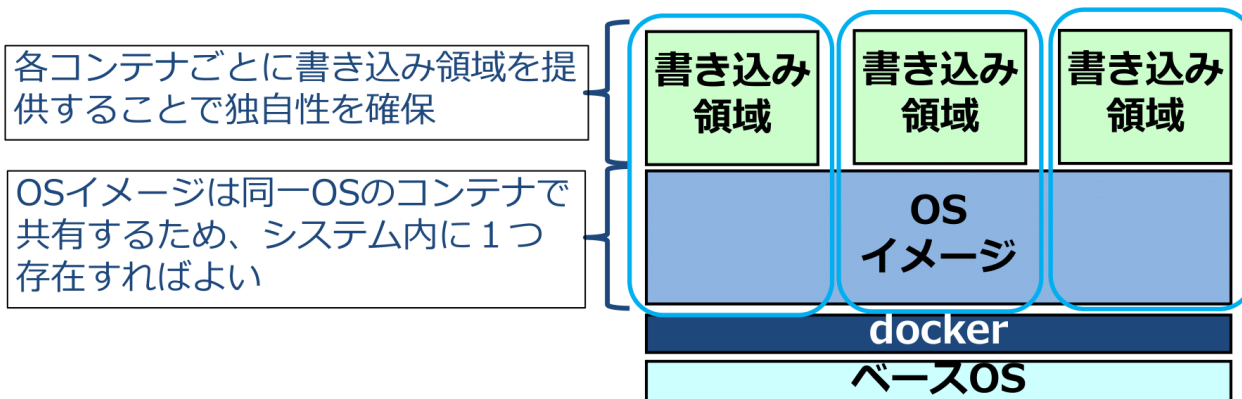 各コンテナごとに書き込み領域を提
供することで独自性を確保
OSイメージは同一OSのコンテナで
共有するため、システム内に１つ
存在すればよい
書き込み
領域
書き込み
領域
書き込み
領域
OS
イメージ
docker
ベースOS